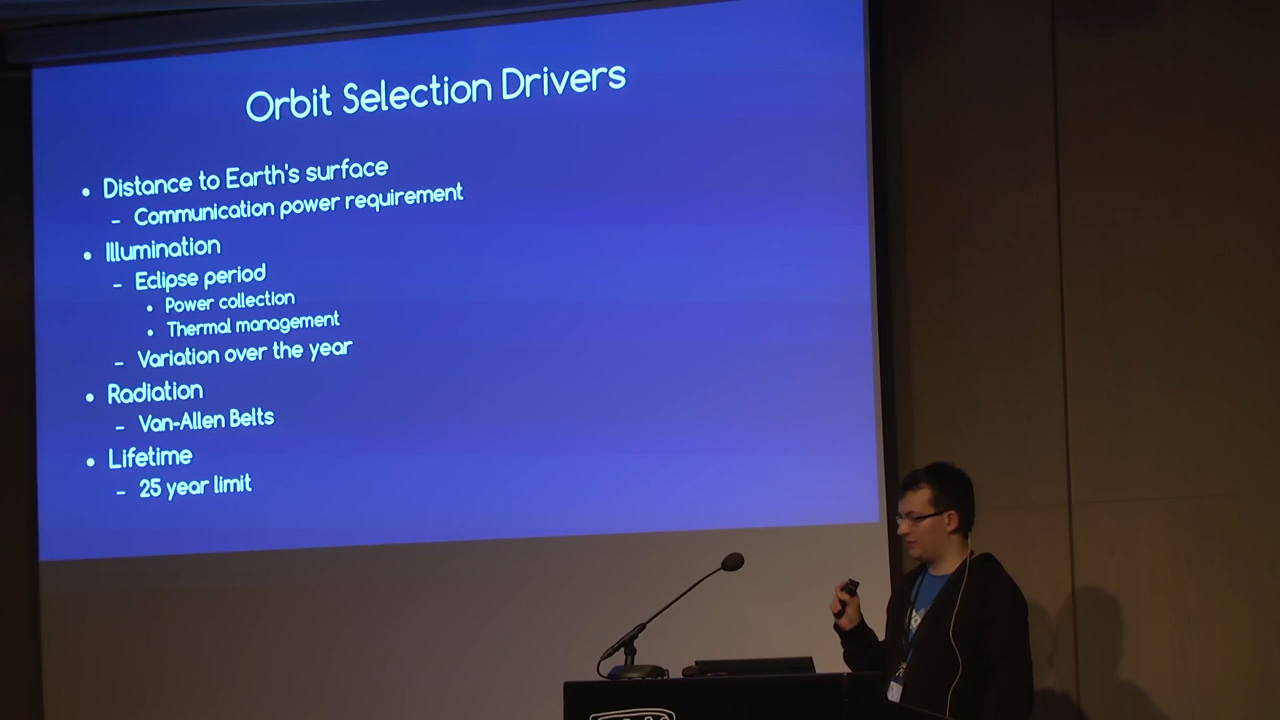 Orbit Selection Drivers
• Distance to Earth's surface
– Communication power requirement
• Illumination
– Eclipse period
• Power collection
• Thermal management
– Variation over the year
• Radiation
– Van-Allen Belts
• Lifetime
– 25 year limit